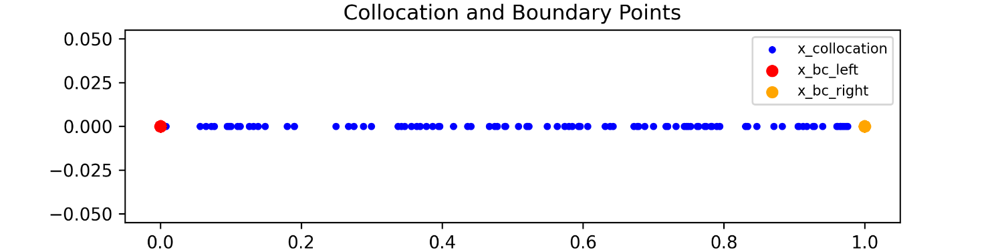 Collocation and Boundary Points
0.050
0.025
0.000
−0.025
−0.050
x_collocation
x_bc_left
x_bc_right
0.0 0.2 0.4 0.6 0.8 1.0